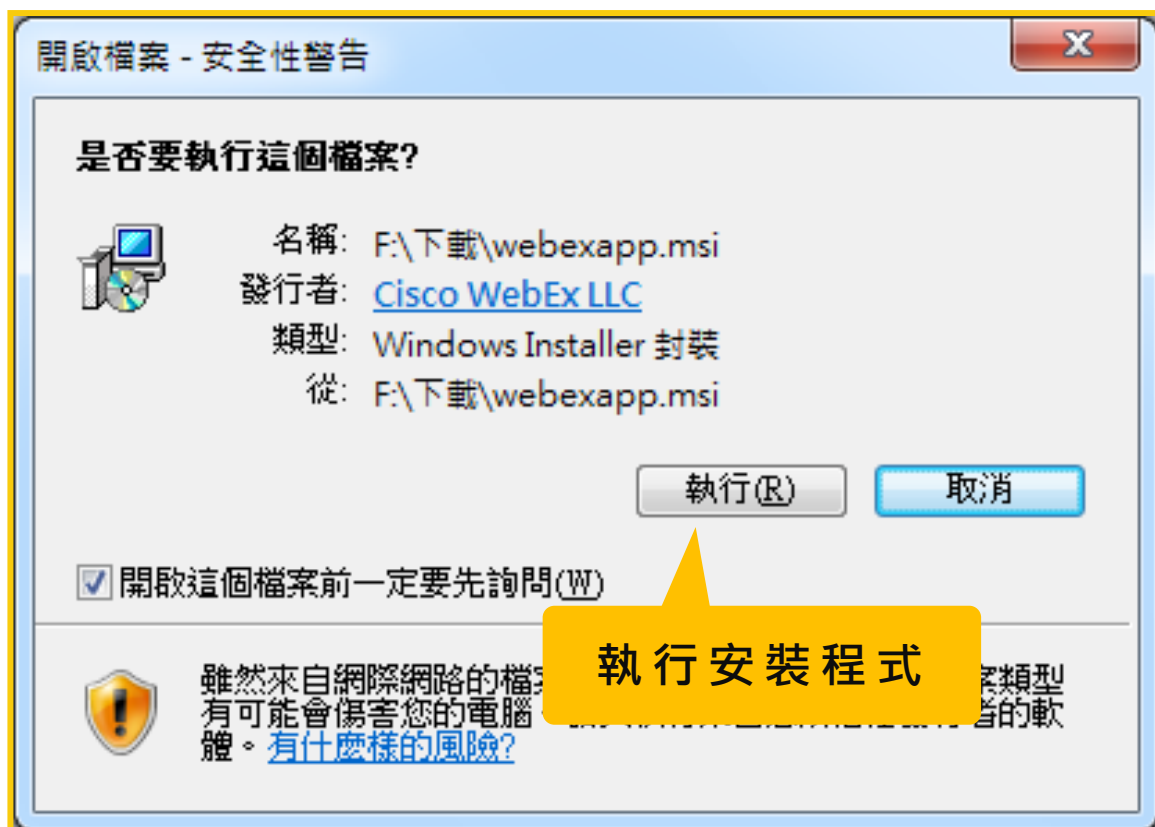 開啟檔案 - 安全性警告
是否要執行這個檔案?
名稱: F:\下載\webexapp.msi
發行者: Cisco WebEx LLC
類型: Windows Installer 封裝
從: F:\下載\webexapp.msi
執行(R) 取消
開啟這個檔案前一定要先詢問(W)
執行安裝程式
雖然來自網際網路的檔 案類型
有可能會傷害您的電腦 者的軟
體。有什麼樣的風險?